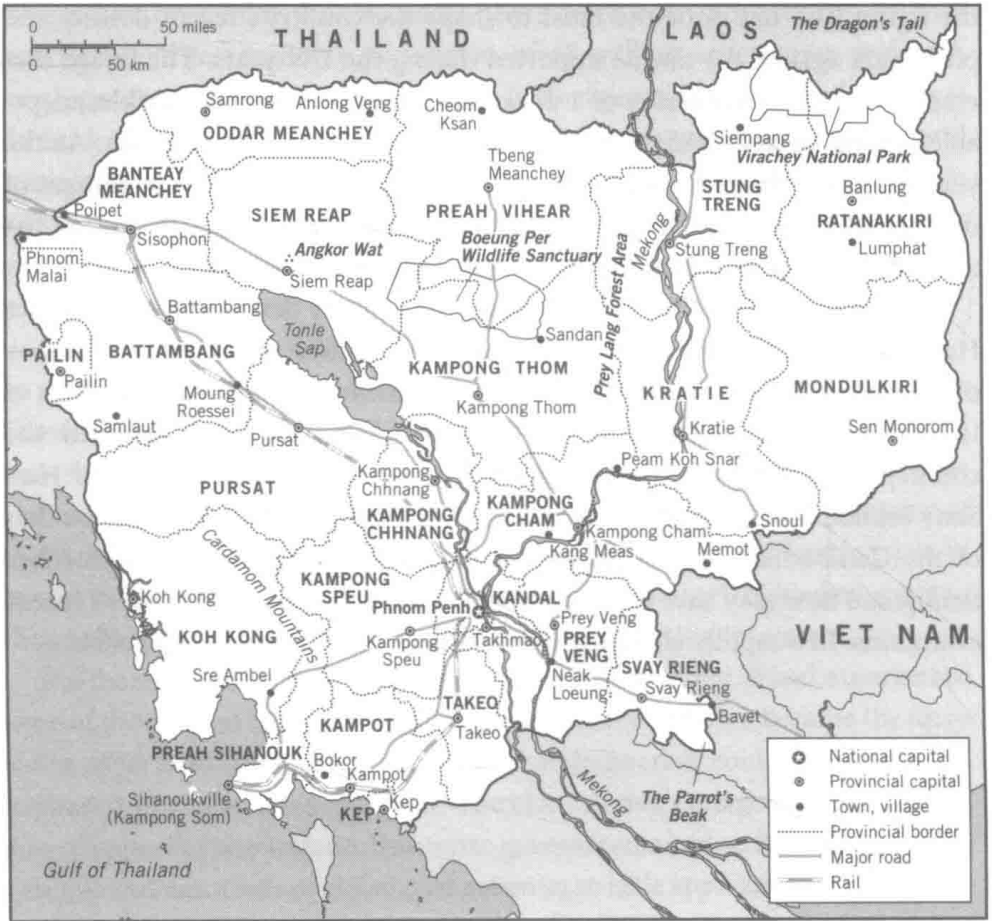 The Dragon's Tail
0
50 miles
0
50 km
THAILAND
LAOS
Samrong
Anlong Veng
Cheom
Ksan
Siempang
ODDAR MEANCHEY
Virachey National Park
Tbeng
Meanchey
BANTEAY
MEANCHEY
STUNG
TRENG
Banlung
RATANAKKIRI
Poipet
SIEM REAP
PREAH VIHEAR
Sisophon
Mekong
Stung Treng
Lumphat
Angkor Wat
Boeung Per
Wildlife Sanctuary
Phnom
Malai
Siem Reap
Prey Lang Forest Area
Battambang
Tonle
Sap
Sandan
PAILIN
BATTAMBANG
Pailin
KAMPONG THOM
KRATIE
MONDULKIRI
Moung
Roessei
Kampong Thom
Samlaut
Pursat
Kratie
Sen Monorom
Kampong
Chhnang
Peam Koh Snar
PURSAT
KAMPONG
CHHNANG
KAMPONG
CHAM
Kampong Cham
Kang Meas
Snoul
Memot
Cardamom Mountains
KAMPONG
SPEU
Koh Kong
Phnom Penh
KANDAL
KOH KONG
Kampong
Speu
Takhmao
Prey Veng
PREY
VENG
VIET NAM
Sre Ambel
Neak
Loeung
SVAY RIENG
Svay Rieng
TAKEO
Bavet
KAMPOT
Takeo
PREAH SIHANOUK
Bokor
Kampot
Sihanoukville
(Kampong Som)
Kep
KEP
Mekong
The Parrot's
Beak
Gulf of Thailand
National capital
Provincial capital
Town, village
Provincial border
Major road
Rail